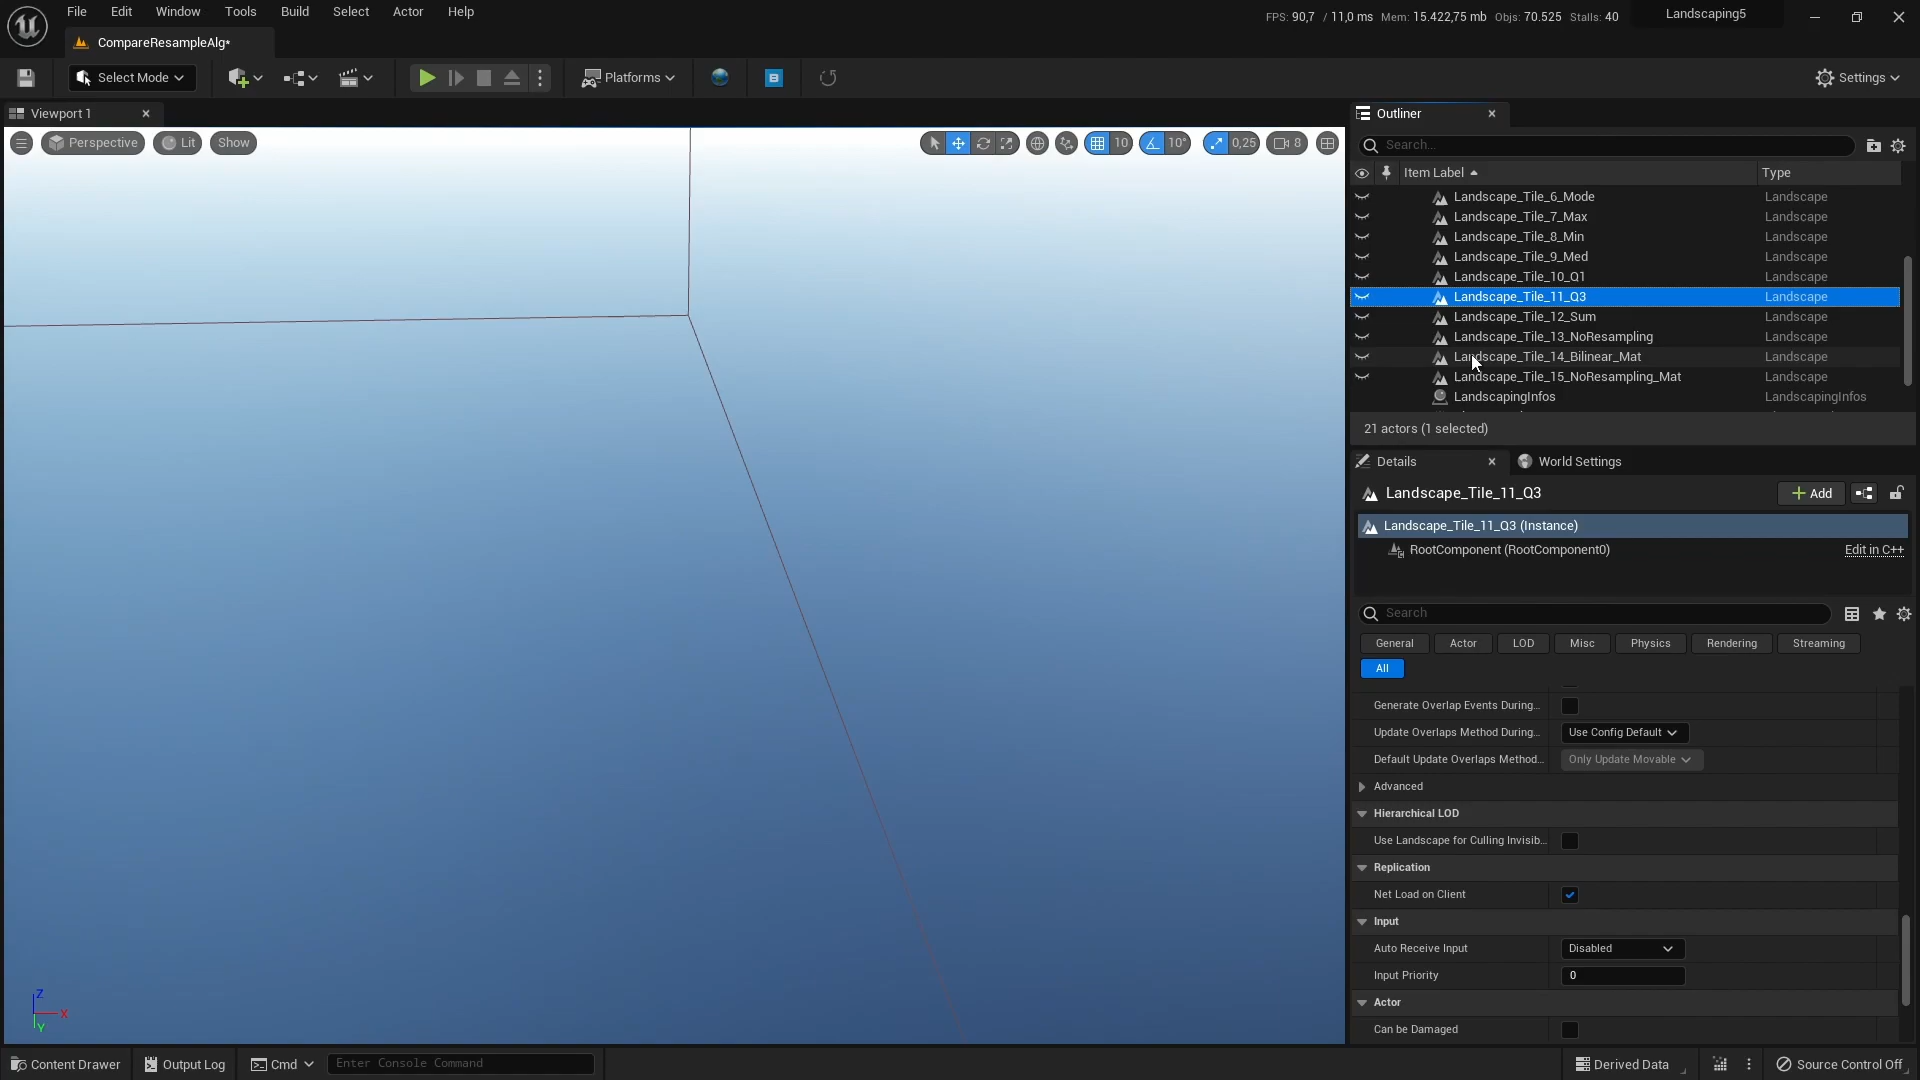 File Edit Window Tools Build Select Actor Help
FPS: 90,7 / 11,0 ms Mem: 15.422,75 mb Objs: 70.525 Stalls: 40
Landscaping5
CompareResampleAlg*
Select Mode
Platforms
Settings
Viewport 1
Perspective
Lit
Show
10
10°
0,25
8
Outliner
Search...
Item Label
Type
Landscape_Tile_6_Mode Landscape
Landscape_Tile_7_Max Landscape
Landscape_Tile_8_Min Landscape
Landscape_Tile_9_Med Landscape
Landscape_Tile_10_Q1 Landscape
Landscape_Tile_11_Q3 Landscape
Landscape_Tile_12_Sum Landscape
Landscape_Tile_13_NoResampling Landscape
Landscape_Tile_14_Bilinear_Mat Landscape
Landscape_Tile_15_NoResampling_Mat Landscape
LandscapingInfos LandscapingInfos
21 actors (1 selected)
Details
World Settings
Landscape_Tile_11_Q3
Add
Landscape_Tile_11_Q3 (Instance)
RootComponent (RootComponent0)
Edit in C++
Search
General Actor LOD Misc Physics Rendering Streaming
All
Generate Overlap Events During...
Update Overlaps Method During... Use Config Default
Default Update Overlaps Method... Only Update Movable
Advanced
Hierarchical LOD
Use Landscape for Culling Invisib...
Replication
Net Load on Client
Input
Auto Receive Input Disabled
Input Priority 0
Actor
Can be Damaged
Z
X
Y
Content Drawer
Output Log
Cmd
Enter Console Command
Derived Data
Source Control Off